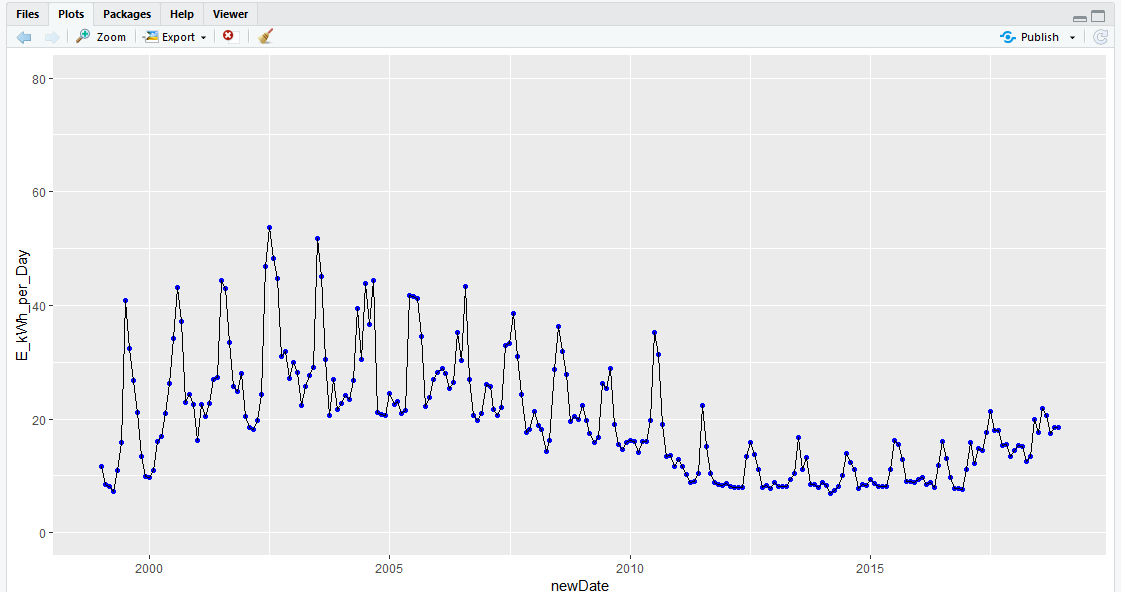 Files Plots Packages Help Viewer
Zoom Export Publish
80
60
40
20
0
E_kWh_per_Day
2000 2005 2010 2015
newDate